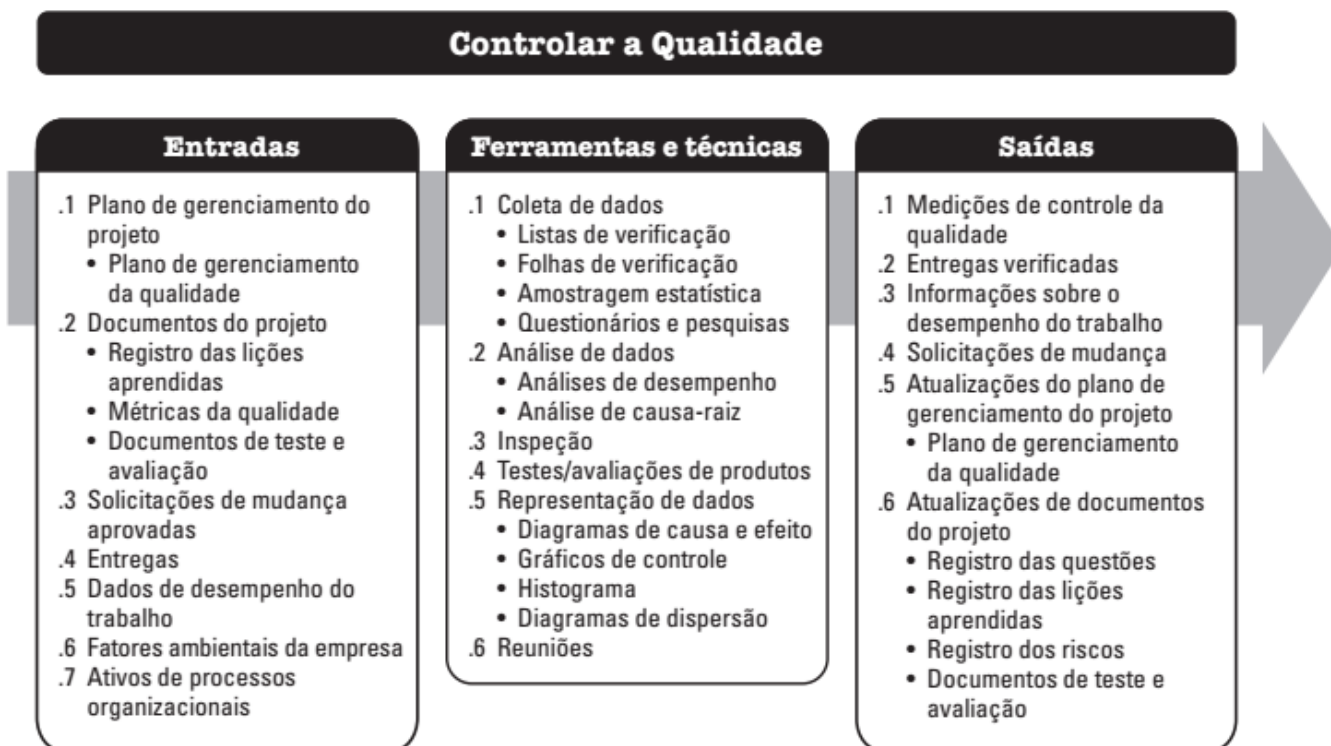 Controlar a Qualidade
Entradas
.1 Plano de gerenciamento do
projeto
• Plano de gerenciamento
da qualidade
.2 Documentos do projeto
• Registro das lições
aprendidas
• Métricas da qualidade
• Documentos de teste e
avaliação
.3 Solicitações de mudança
aprovadas
.4 Entregas
.5 Dados de desempenho do
trabalho
.6 Fatores ambientais da empresa
.7 Ativos de processos
organizacionais
Ferramentas e técnicas
.1 Coleta de dados
• Listas de verificação
• Folhas de verificação
• Amostragem estatística
• Questionários e pesquisas
.2 Análise de dados
• Análises de desempenho
• Análise de causa-raiz
.3 Inspeção
.4 Testes/avaliações de produtos
.5 Representação de dados
• Diagramas de causa e efeito
• Gráficos de controle
• Histograma
• Diagramas de dispersão
.6 Reuniões
Saídas
.1 Medições de controle da
qualidade
.2 Entregas verificadas
.3 Informações sobre o
desempenho do trabalho
.4 Solicitações de mudança
.5 Atualizações do plano de
gerenciamento do projeto
• Plano de gerenciamento
da qualidade
.6 Atualizações de documentos
do projeto
• Registro das questões
• Registro das lições
aprendidas
• Registro dos riscos
• Documentos de teste e
avaliação